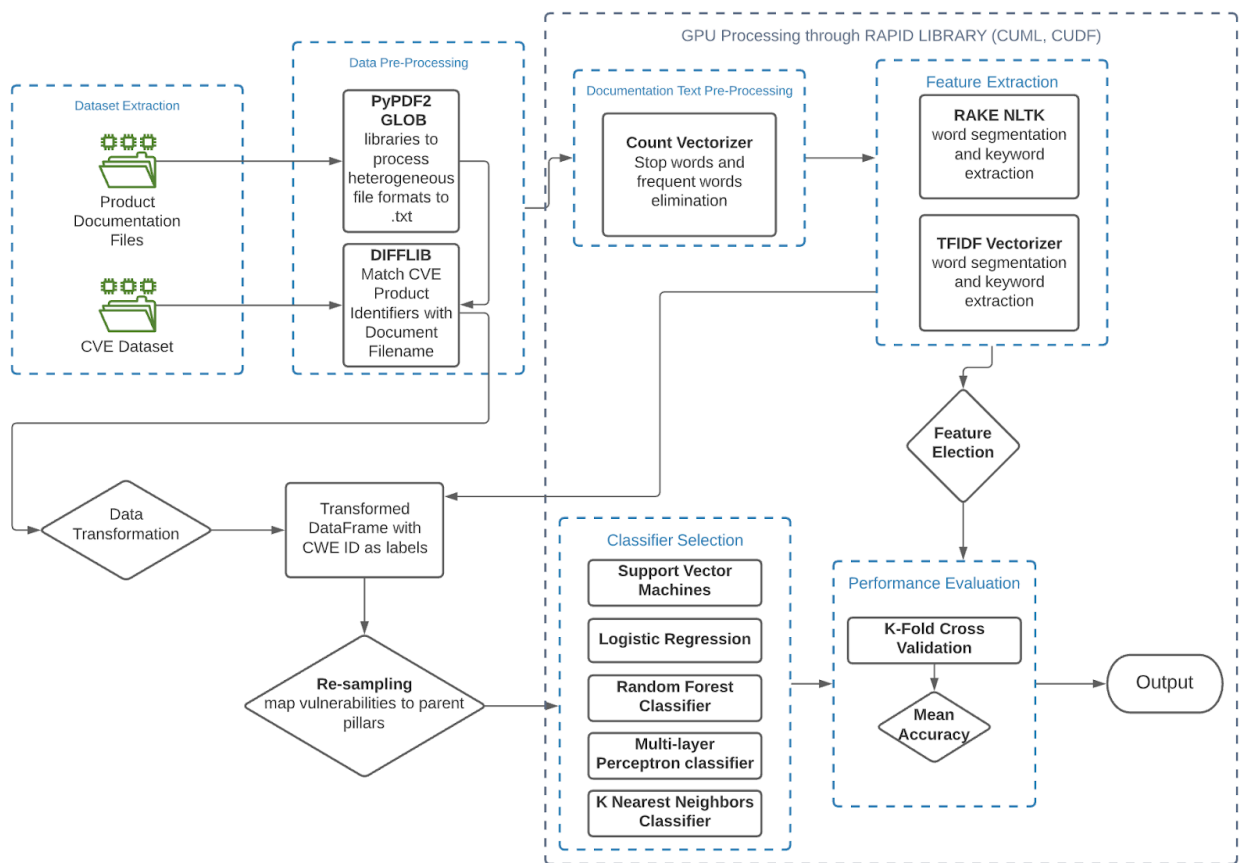 GPU Processing through RAPID LIBRARY (CUML, CUDF)
Dataset Extraction
Product
Documentation
Files
CVE Dataset
Data Pre-Processing
PyPDF2
GLOB
libraries to
process
heterogeneous
file formats to
.txt
DIFFLIB
Match CVE
Product
Identifiers with
Document
Filename
Documentation Text Pre-Processing
Count Vectorizer
Stop words and
frequent words
elimination
Feature Extraction
RAKE NLTK
word segmentation
and keyword
extraction
TFIDF Vectorizer
word segmentation
and keyword
extraction
Feature
Election
Data
Transformation
Transformed
DataFrame with
CWE ID as labels
Re-sampling
map vulnerabilities to parent
pillars
Classifier Selection
Support Vector
Machines
Logistic Regression
Random Forest
Classifier
Multi-layer
Perceptron classifier
K Nearest Neighbors
Classifier
Performance Evaluation
K-Fold Cross
Validation
Mean
Accuracy
Output